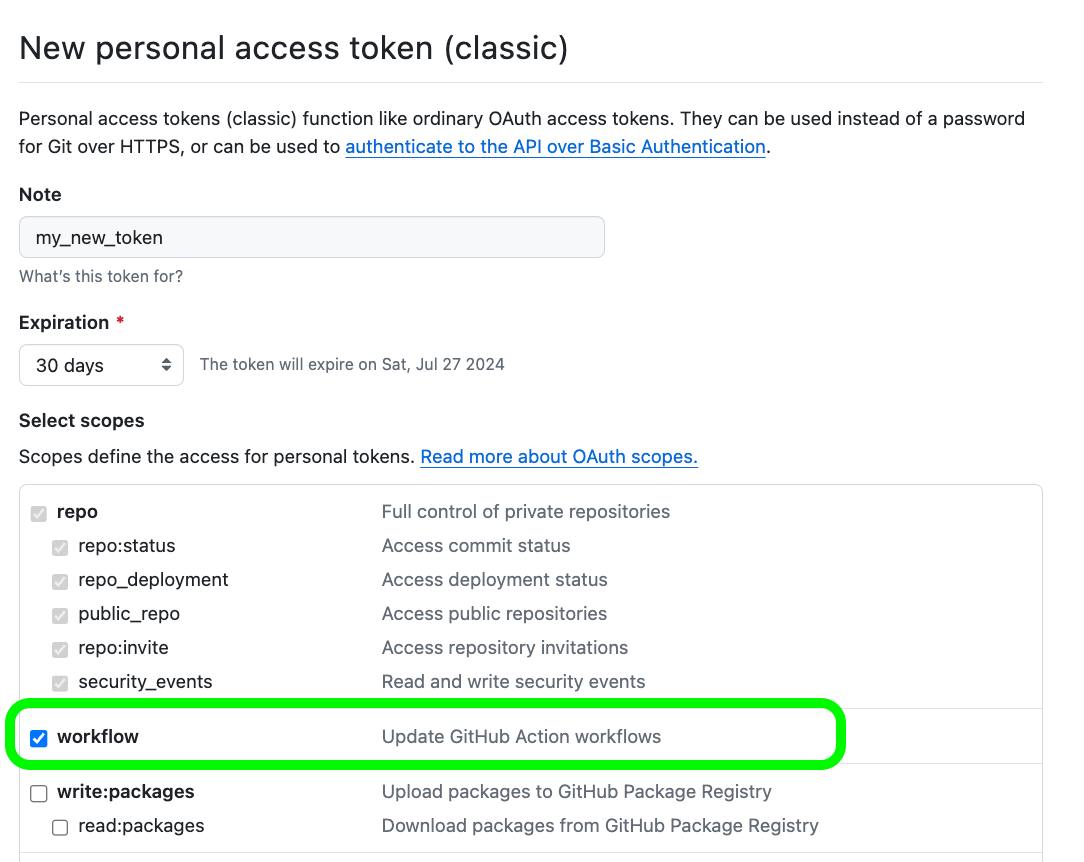 New personal access token (classic)
Personal access tokens (classic) function like ordinary OAuth access tokens. They can be used instead of a password
for Git over HTTPS, or can be used to authenticate to the API over Basic Authentication.
Note
my_new_token
What's this token for?
Expiration *
30 days The token will expire on Sat, Jul 27 2024
Select scopes
Scopes define the access for personal tokens. Read more about OAuth scopes.
repo Full control of private repositories
repo:status Access commit status
repo_deployment Access deployment status
public_repo Access public repositories
repo:invite Access repository invitations
security_events Read and write security events
workflow Update GitHub Action workflows
write:packages Upload packages to GitHub Package Registry
read:packages Download packages from GitHub Package Registry